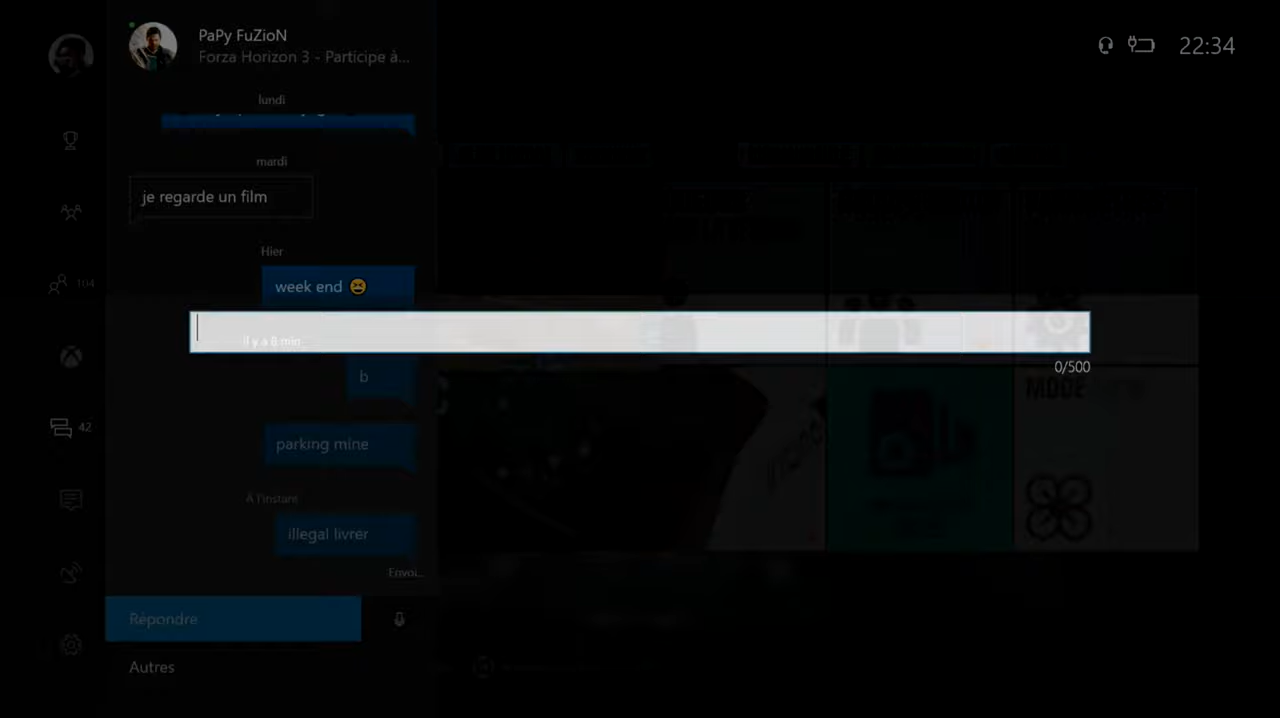 PaPy FuZioN
Forza Horizon 3 - Participe à...
22:34
lundi
mardi
je regarde un film
Hier
week end 😆
il y a 8 min
0/500
104
b
MODE
42
parking mine
À l'instant
illegal livrer
Envoi...
Répondre
Autres